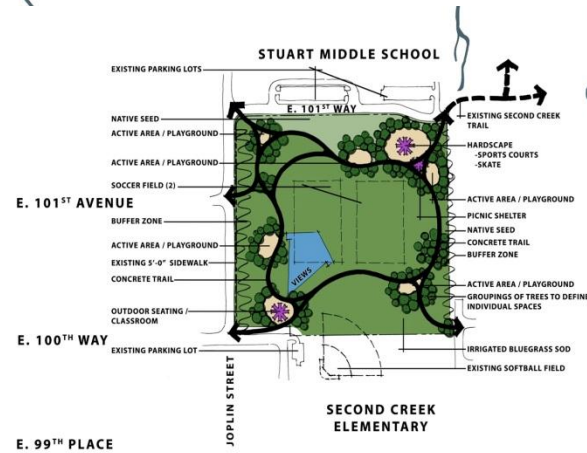 STUART MIDDLE SCHOOL
EXISTING PARKING LOTS
E. 101ST WAY
NATIVE SEED
ACTIVE AREA / PLAYGROUND
ACTIVE AREA / PLAYGROUND
SOCCER FIELD (2)
E. 101ST AVENUE
BUFFER ZONE
ACTIVE AREA / PLAYGROUND
EXISTING 5'-0" SIDEWALK
CONCRETE TRAIL
OUTDOOR SEATING /
CLASSROOM
E. 100TH WAY
EXISTING PARKING LOT
JOPLIN STREET
E. 99TH PLACE
VIEWS
EXISTING SECOND CREEK
TRAIL
HARDSCAPE
-SPORTS COURTS
-SKATE
ACTIVE AREA / PLAYGROUND
PICNIC SHELTER
NATIVE SEED
CONCRETE TRAIL
BUFFER ZONE
ACTIVE AREA / PLAYGROUND
GROUPINGS OF TREES TO DEFINE
INDIVIDUAL SPACES
IRRIGATED BLUEGRASS SOD
EXISTING SOFTBALL FIELD
SECOND CREEK
ELEMENTARY